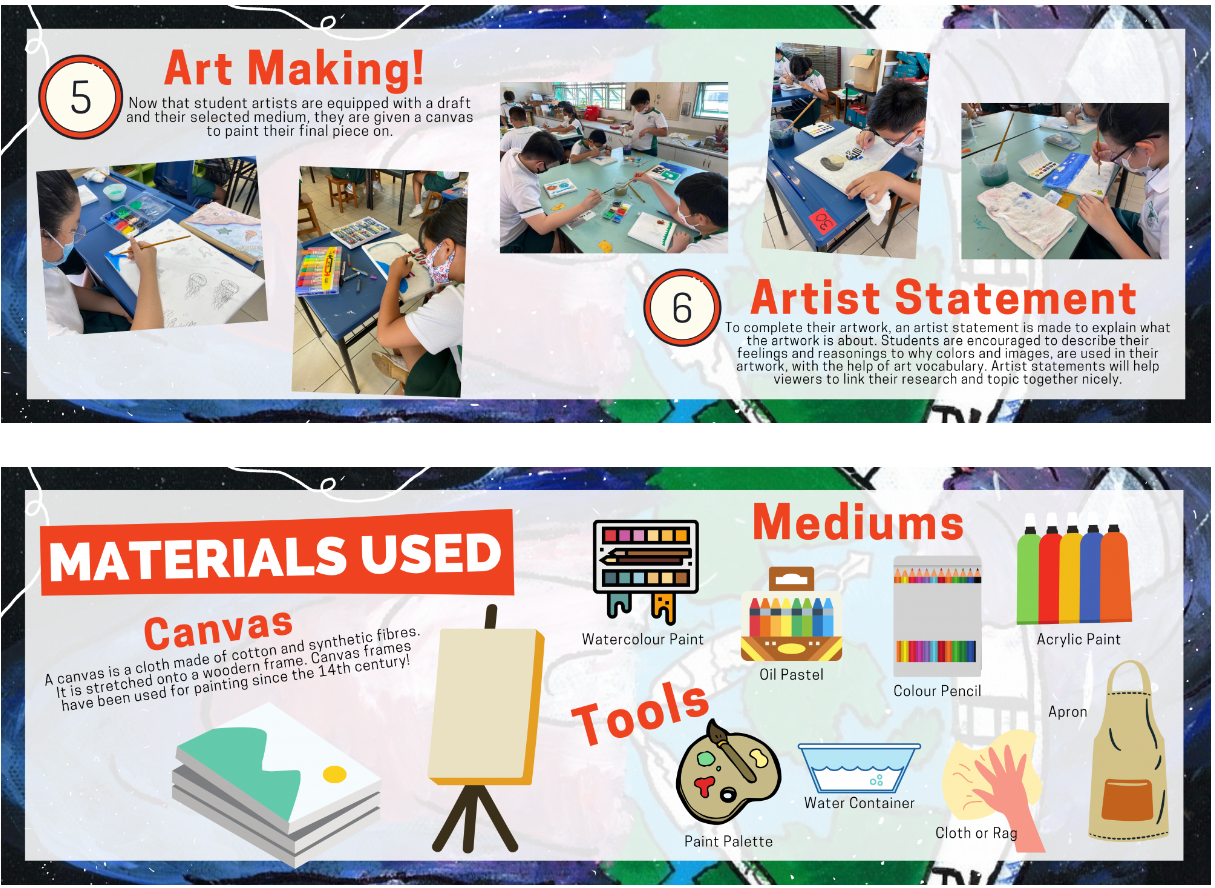 5
Art Making!
Now that student artists are equipped with a draft
and their selected medium, they are given a canvas
to paint their final piece on.
6
Artist Statement
To complete their artwork, an artist statement is made to explain what
the artwork is about. Students are encouraged to describe their
feelings and reasonings to why colors and images, are used in their
artwork, with the help of art vocabulary. Artist statements will help
viewers to link their research and topic together nicely.
MATERIALS USED
Canvas
A canvas is a cloth made of cotton and synthetic fibres.
It is stretched onto a woodern frame. Canvas frames
have been used for painting since the 14th century!
Mediums
Watercolour Paint
Oil Pastel
Colour Pencil
Acrylic Paint
Tools
Paint Palette
Water Container
Cloth or Rag
Apron